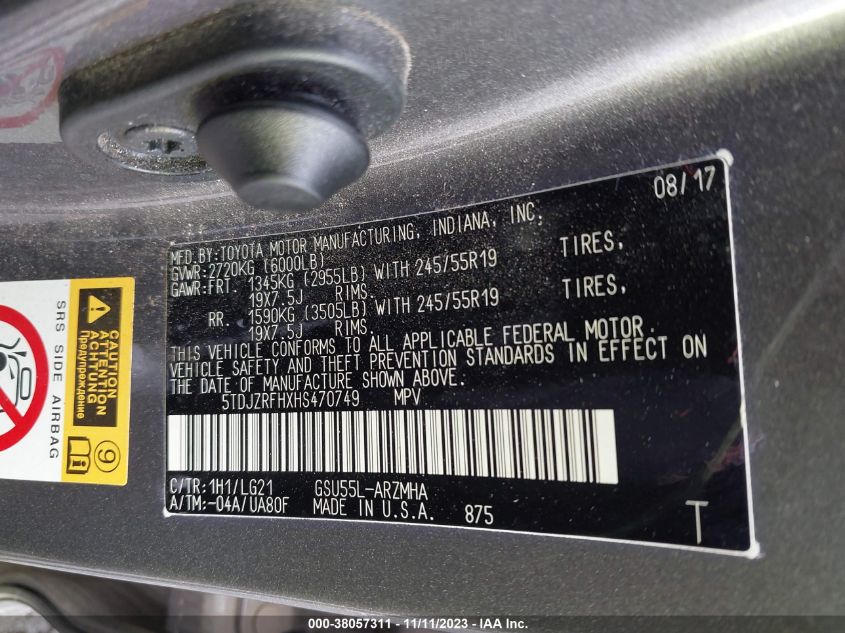 08/17
MFD.BY:TOYOTA MOTOR MANUFACTURING, INDIANA, INC.
GVWR:2720KG (6000LB)
GAWR:FRT. 1345KG (2955LB) WITH 245/55R19 TIRES,
19X7.5J RIMS.
RR. 1590KG (3505LB) WITH 245/55R19 TIRES,
19X7.5J RIMS.
THIS VEHICLE CONFORMS TO ALL APPLICABLE FEDERAL MOTOR
VEHICLE SAFETY AND THEFT PREVENTION STANDARDS IN EFFECT ON
THE DATE OF MANUFACTURE SHOWN ABOVE.
5TDJZRFHXHS470749 MPV
C/TR:1H1/LG21 GSU55L-ARZMHA
A/TM:-04A/UA80F MADE IN U.S.A. 875
T
SRS SIDE AIRBAG
CAUTION
ATTENTION
ACHTUNG
Предупреждение
9
000-38057311 - 11/11/2023 - IAA Inc.